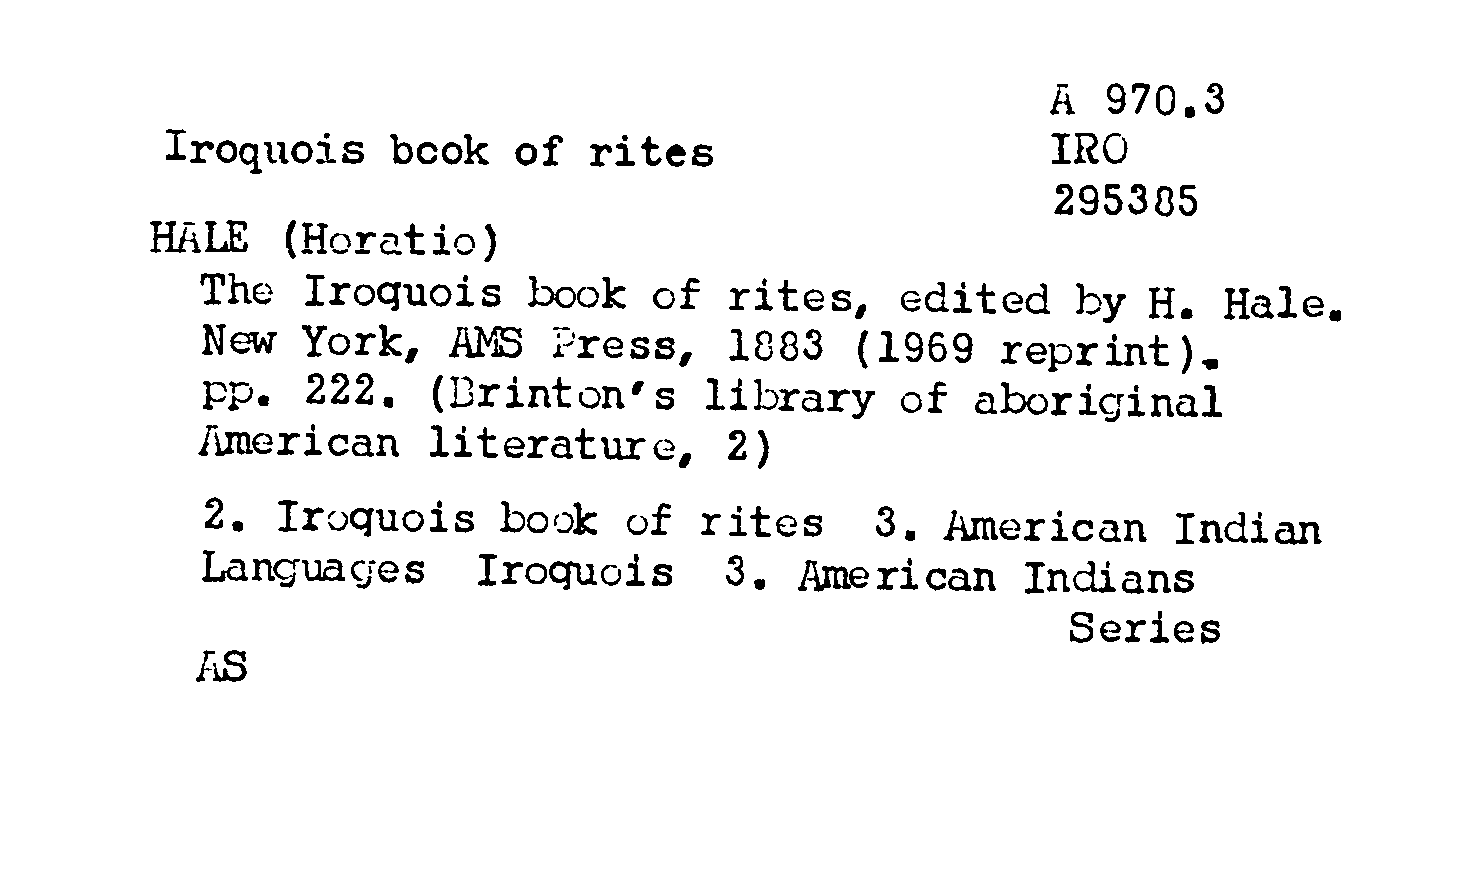 A 970.3
Iroquois book of rites
IRO
295385
HALE (Horatio)
The Iroquois book of rites, edited by H. Hale.
New York, AMS Press, 1883 (1969 reprint).
pp. 222. (Brinton's library of aboriginal
American literature, 2)
2. Iroquois book of rites 3. American Indian
Languages Iroquois 3. American Indians
Series
AS